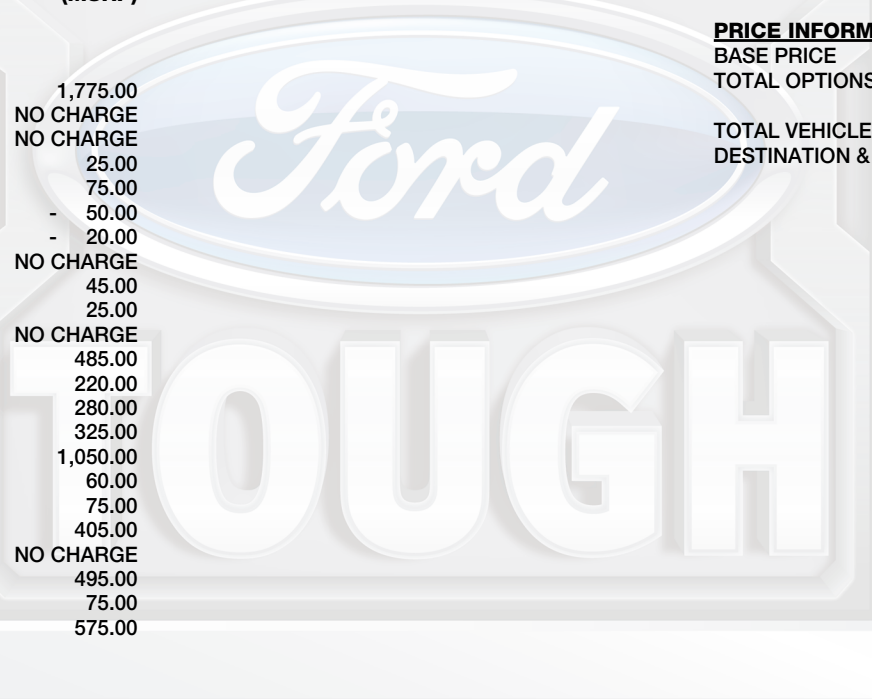 1,775.00
NO CHARGE
NO CHARGE
25.00
75.00
- 50.00
- 20.00
NO CHARGE
45.00
25.00
NO CHARGE
485.00
220.00
280.00
325.00
1,050.00
60.00
75.00
405.00
NO CHARGE
495.00
75.00
575.00
PRICE INFORM
BASE PRICE
TOTAL OPTIONS
TOTAL VEHICLE
DESTINATION &
Ford
TOUGH